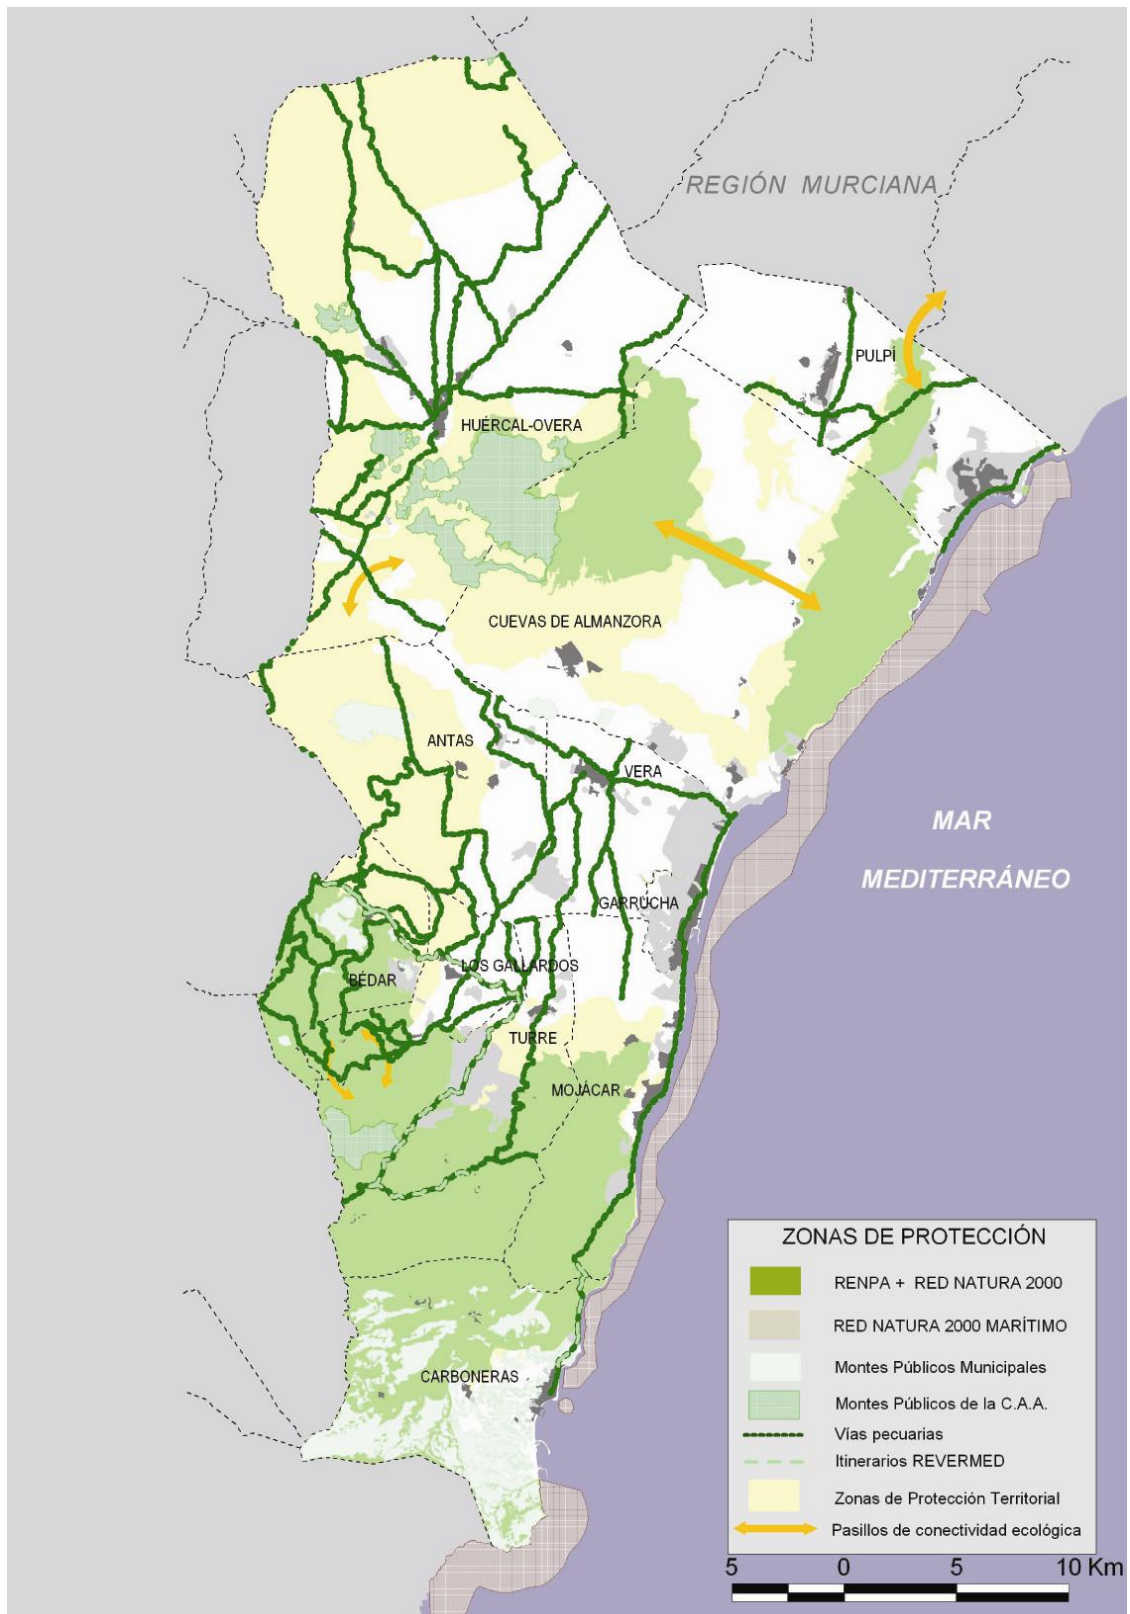 REGIÓN MURCIANA
PULPÍ
HUÉRCAL-OVERA
CUEVAS DE ALMANZORA
ANTAS
VERA
MAR
MEDITERRÁNEO
GARRUCHA
LOS GALLARDOS
BÉDAR
TURRE
MOJÁCAR
CARBONERAS
ZONAS DE PROTECCIÓN
RENPA + RED NATURA 2000
RED NATURA 2000 MARÍTIMO
Montes Públicos Municipales
Montes Públicos de la C.A.A.
Vías pecuarias
Itinerarios REVERMED
Zonas de Protección Territorial
Pasillos de conectividad ecológica
5 0 5 10 Km